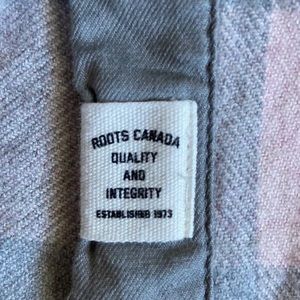 ROOTS CANADA
QUALITY
AND
INTEGRITY
ESTABLISHED 1973